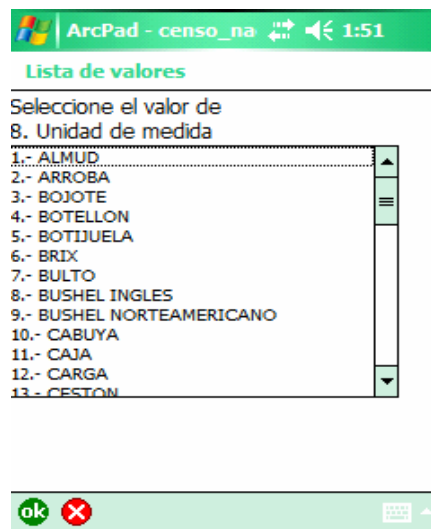 ArcPad - censo_na 1:51
Lista de valores
Seleccione el valor de
8. Unidad de medida
1.- ALMUD
2.- ARROBA
3.- BOJOTE
4.- BOTELLON
5.- BOTIJUELA
6.- BRIX
7.- BULTO
8.- BUSHEL INGLES
9.- BUSHEL NORTEAMERICANO
10.- CABUYA
11.- CAJA
12.- CARGA
13.- CESTON
ok